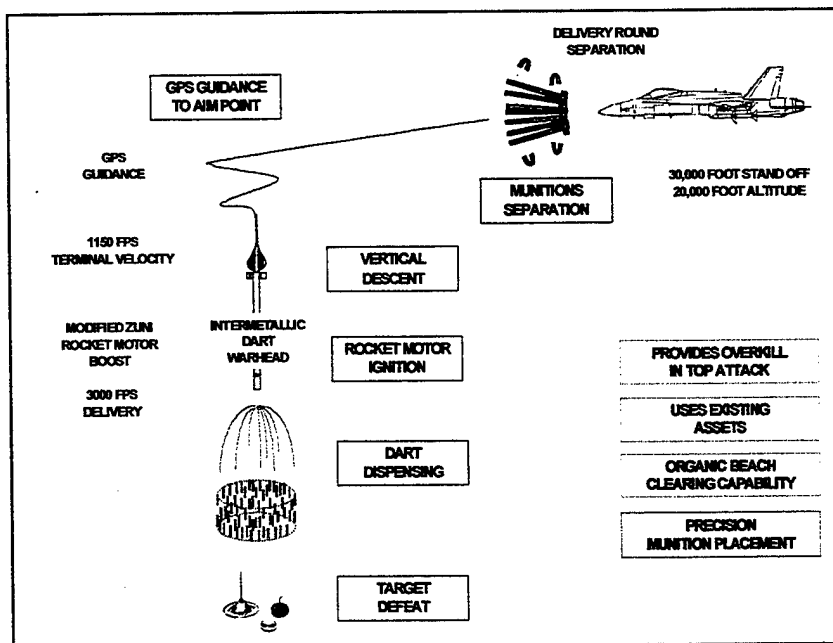 DELIVERY ROUND
SEPARATION
GPS GUIDANCE
TO AIM POINT
GPS
GUIDANCE
30,000 FOOT STAND OFF
20,000 FOOT ALTITUDE
MUNITIONS
SEPARATION
1150 FPS
TERMINAL VELOCITY
VERTICAL
DESCENT
MODIFIED ZUNI
ROCKET MOTOR
BOOST
INTERMETALLIC
DART
WARHEAD
ROCKET MOTOR
IGNITION
PROVIDES OVERKILL
IN TOP ATTACK
3000 FPS
DELIVERY
USES EXISTING
ASSETS
DART
DISPENSING
ORGANIC BEACH
CLEARING CAPABILITY
PRECISION
MUNITION PLACEMENT
TARGET
DEFEAT